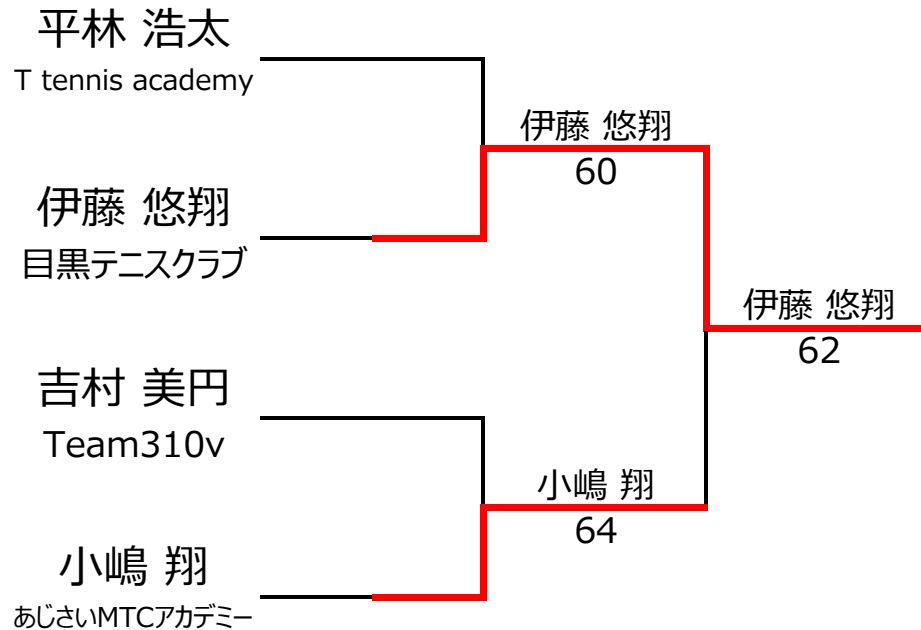 平林 浩太
T tennis academy
伊藤 悠翔
60
伊藤 悠翔
目黒テニスクラブ
伊藤 悠翔
62
吉村 美円
Team310v
小嶋 翔
64
小嶋 翔
あじさいMTCアカデミー